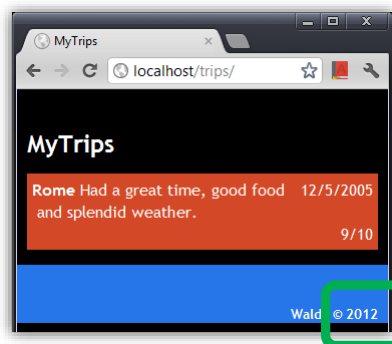 MyTrips
localhost/trips/
MyTrips
Rome Had a great time, good food 12/5/2005
and splendid weather.
9/10
© 2012